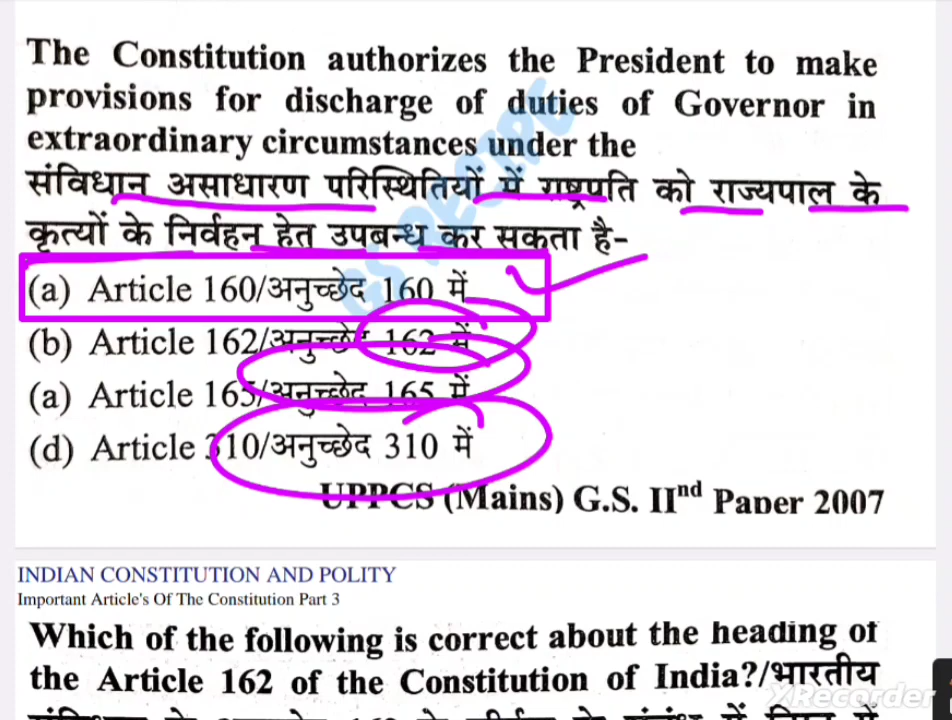 The Constitution authorizes the President to make
provisions for discharge of duties of Governor in
extraordinary circumstances under the
संविधान असाधारण परिस्थितियों में राष्ट्रपति को राज्यपाल के
कृत्यों के निर्वहन हेतु उपबन्ध कर सकता है-
(a) Article 160/अनुच्छेद 160 में
(b) Article 162/अनुच्छेद 162 में
(a) Article 165/अनुच्छेद 165 में
(d) Article 310/अनुच्छेद 310 में
UPPCS (Mains) G.S. IInd Paper 2007
GS RECIPE
INDIAN CONSTITUTION AND POLITY
Important Article's Of The Constitution Part 3
Which of the following is correct about the heading of
the Article 162 of the Constitution of India?/भारतीय
XRecorder